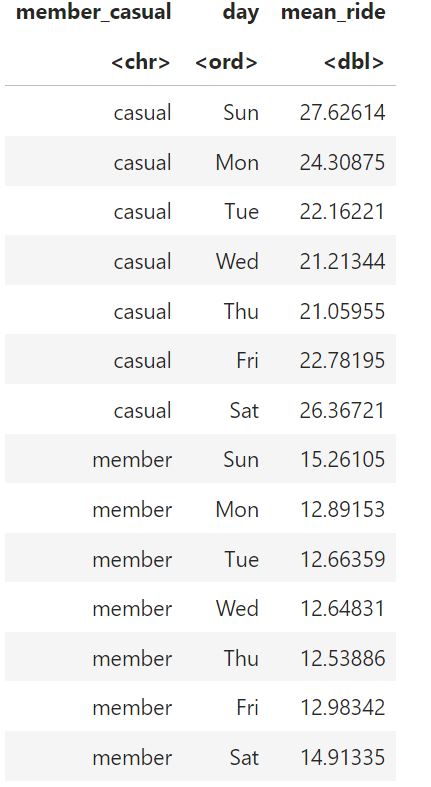 member_casual day mean_ride
<chr> <ord> <dbl>
casual Sun 27.62614
casual Mon 24.30875
casual Tue 22.16221
casual Wed 21.21344
casual Thu 21.05955
casual Fri 22.78195
casual Sat 26.36721
member Sun 15.26105
member Mon 12.89153
member Tue 12.66359
member Wed 12.64831
member Thu 12.53886
member Fri 12.98342
member Sat 14.91335